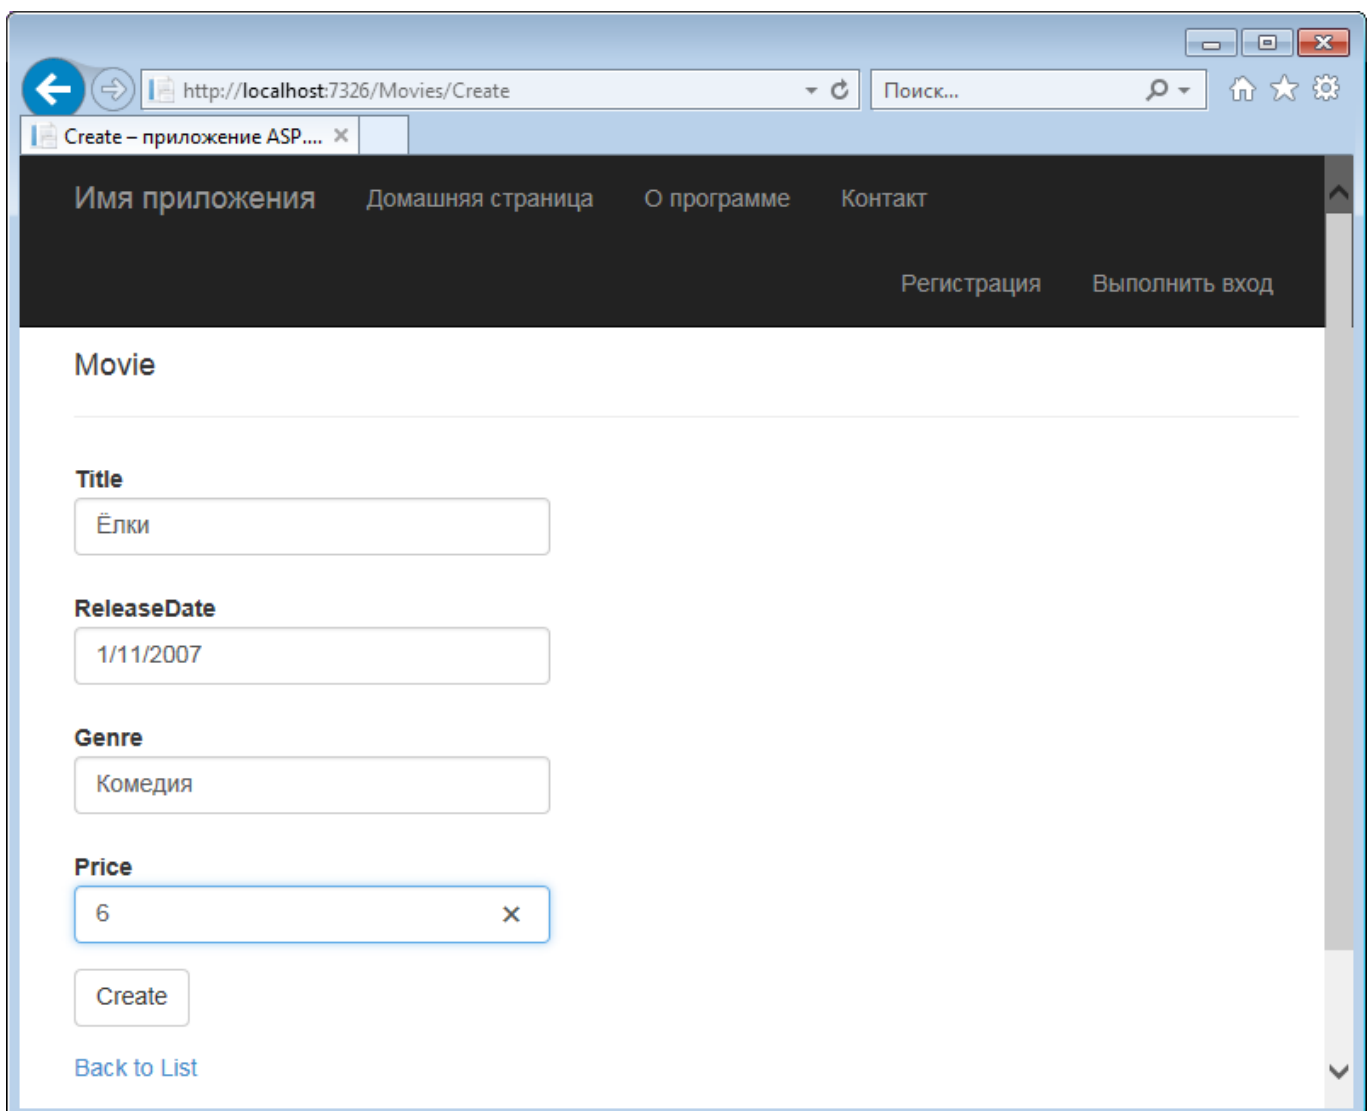 http://localhost:7326/Movies/Create
Поиск...
Create – приложение ASP....
Имя приложения Домашняя страница О программе Контакт
Регистрация Выполнить вход
Movie
Title
Ёлки
ReleaseDate
1/11/2007
Genre
Комедия
Price
6
Create
Back to List